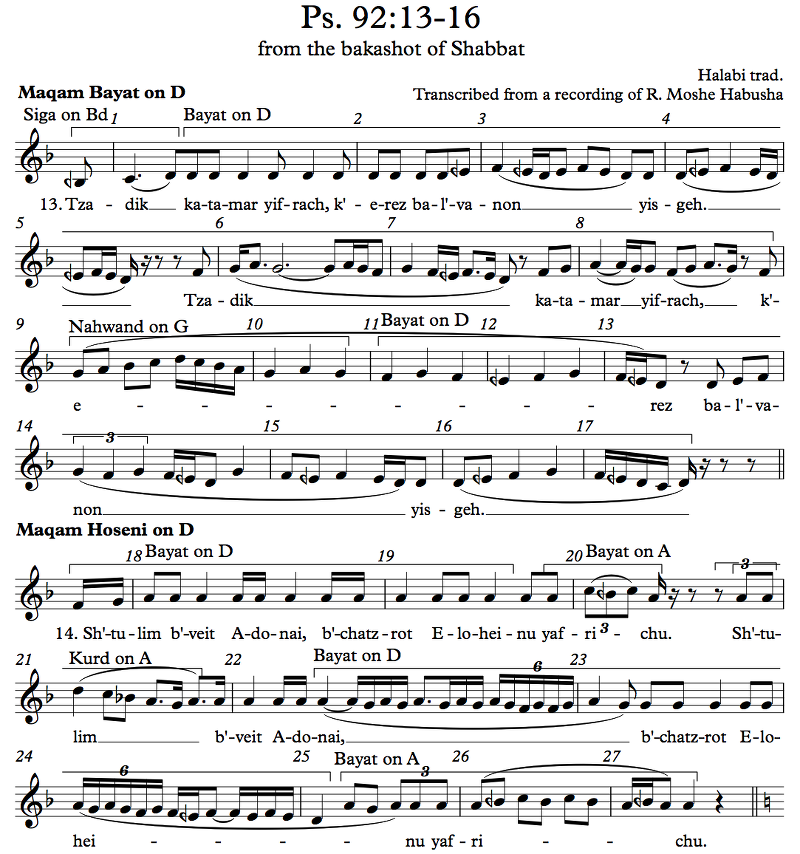 Ps. 92:13-16
from the bakashot of Shabbat
Halabi trad.
Maqam Bayat on D
Transcribed from a recording of R. Moshe Habusha
Siga on Bd 1 Bayat on D 2 3 4
13. Tza - dik ka-ta-mar yif-rach, k'-e-rez ba-l'-va-non yis-geh.
5 6 7 8
Tza-dik ka-ta-mar yif-rach, k'-
9 Nahwand on G 10 11 Bayat on D 12 13
e - - - - - - - - rez ba-l'-va-
14 3 15 16 17
non yis - geh.
Maqam Hoseni on D
18 Bayat on D 19 20 Bayat on A 3 3
14. Sh'-tu-lim b'-veit A-do-nai, b'-chatz-rot E-lo-hei-nu yaf-ri - chu. Sh'-tu-
21 Kurd on A 22 Bayat on D 6 23
lim b'-veit A-do-nai, b'-chatz-rot E-lo-
24 6 25 Bayat on A 3 26 27
hei - - - nu yaf-ri - chu.